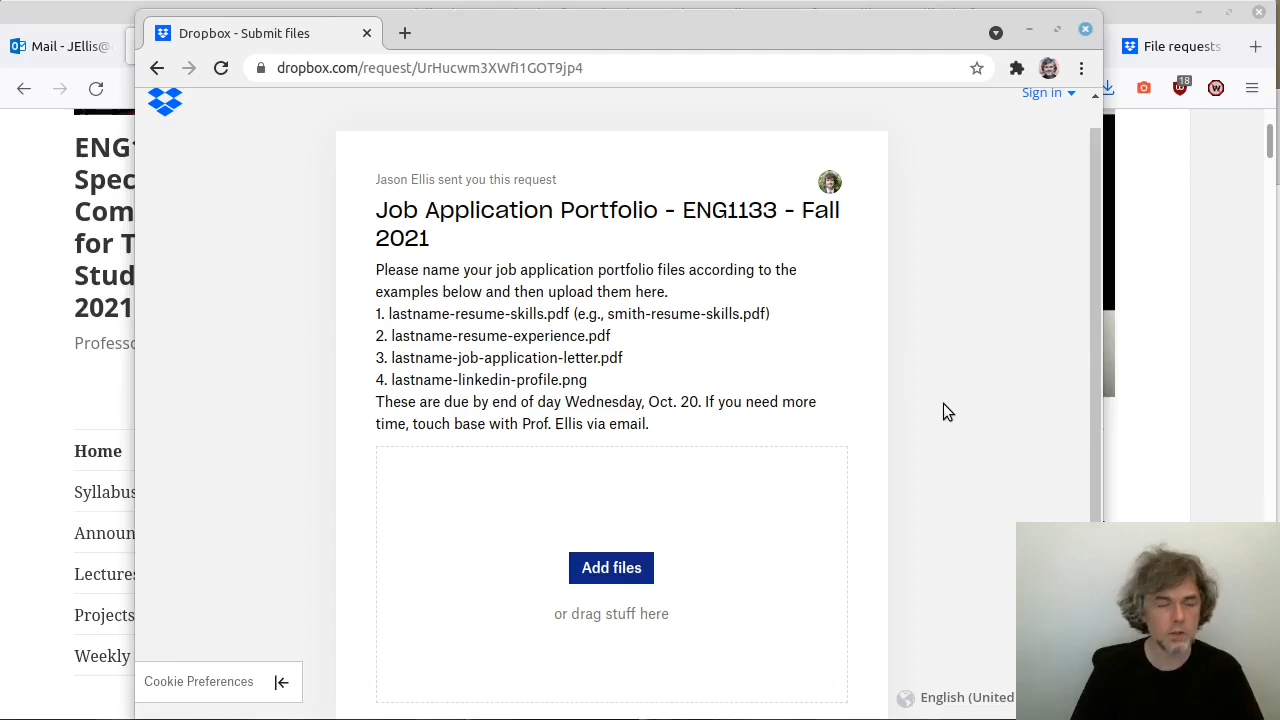 Dropbox - Submit files
Mail - JEllis@
File requests
dropbox.com/request/UrHucwm3XWfI1GOT9jp4
18
Sign in
ENG1
Spec
Com
for T
Stud
2021
Profess
Home
Syllabus
Announ
Lectures
Projects
Weekly
Jason Ellis sent you this request
Job Application Portfolio - ENG1133 - Fall
2021
Please name your job application portfolio files according to the
examples below and then upload them here.
1. lastname-resume-skills.pdf (e.g., smith-resume-skills.pdf)
2. lastname-resume-experience.pdf
3. lastname-job-application-letter.pdf
4. lastname-linkedin-profile.png
These are due by end of day Wednesday, Oct. 20. If you need more
time, touch base with Prof. Ellis via email.
Add files
or drag stuff here
Cookie Preferences
English (United